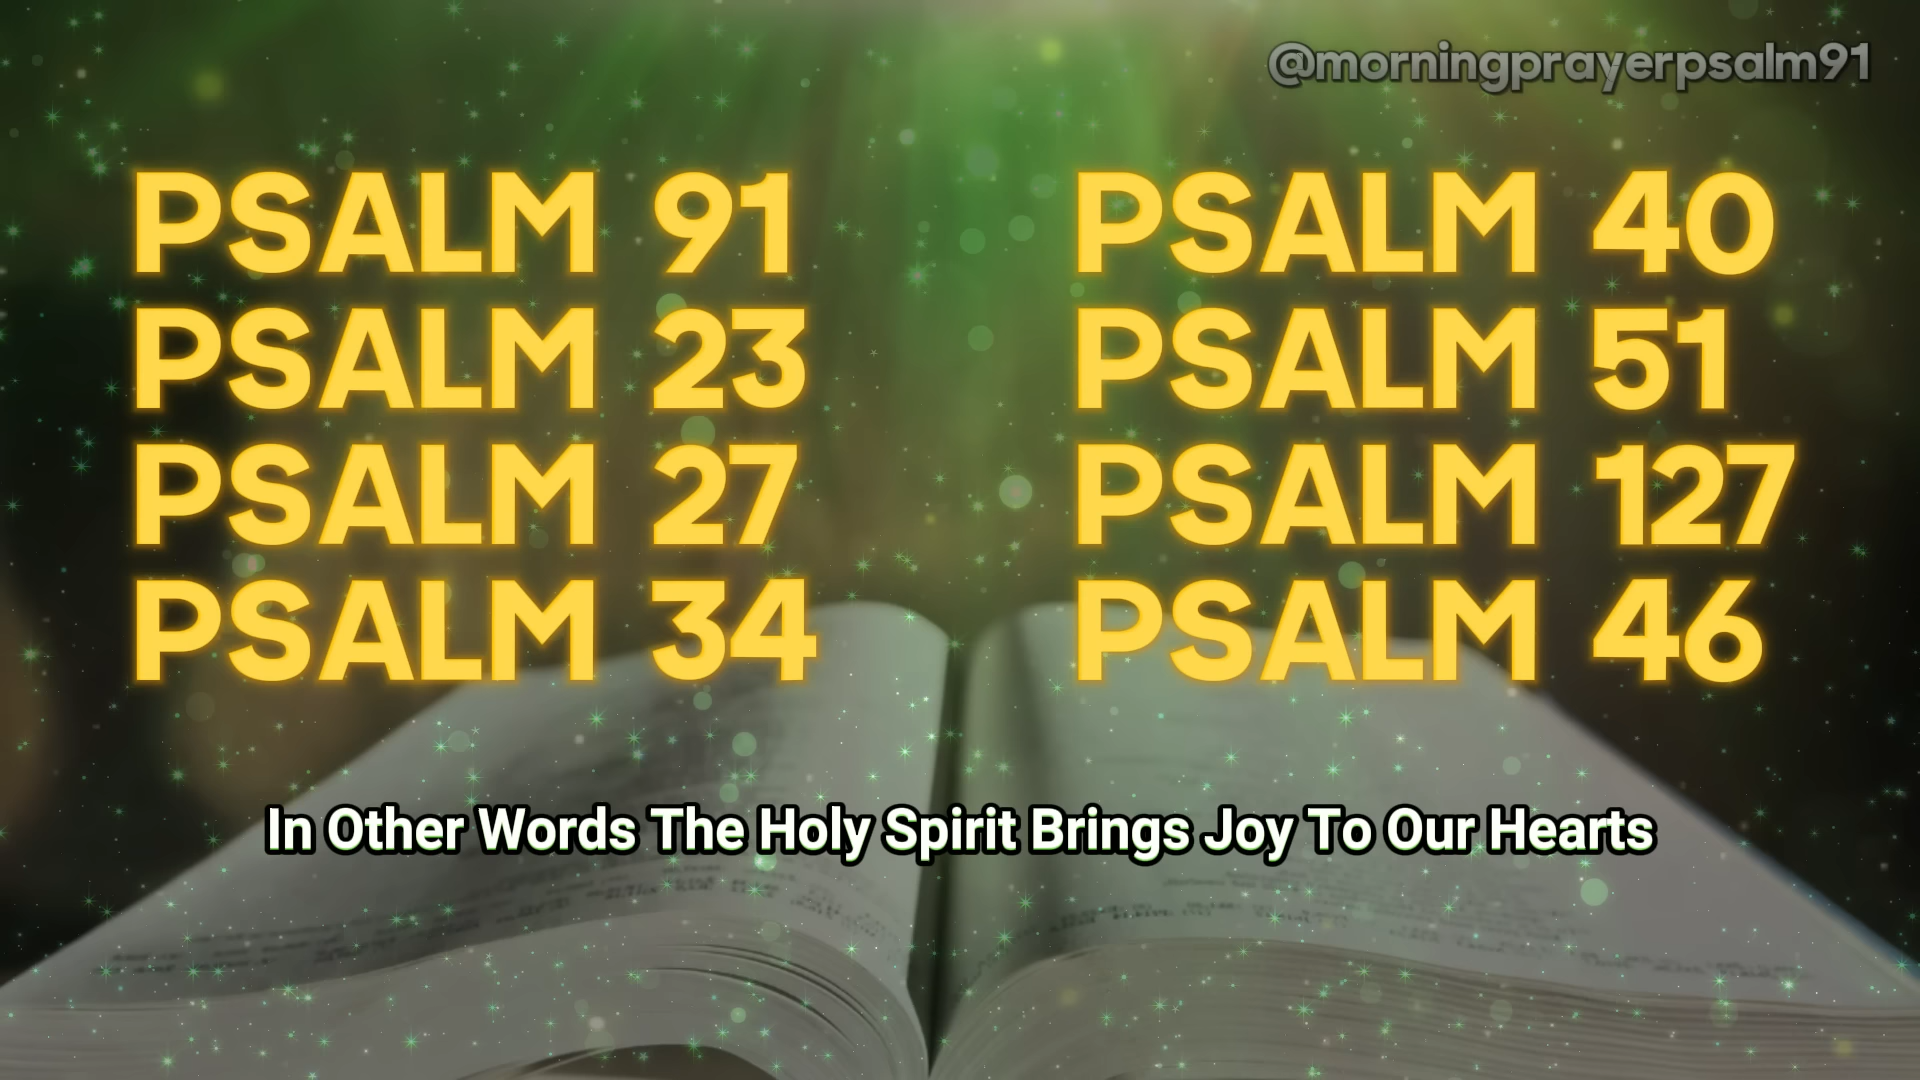 @morningprayerpsalm91
PSALM 91
PSALM 23
PSALM 27
PSALM 34
PSALM 40
PSALM 51
PSALM 127
PSALM 46
In Other Words The Holy Spirit Brings Joy To Our Hearts